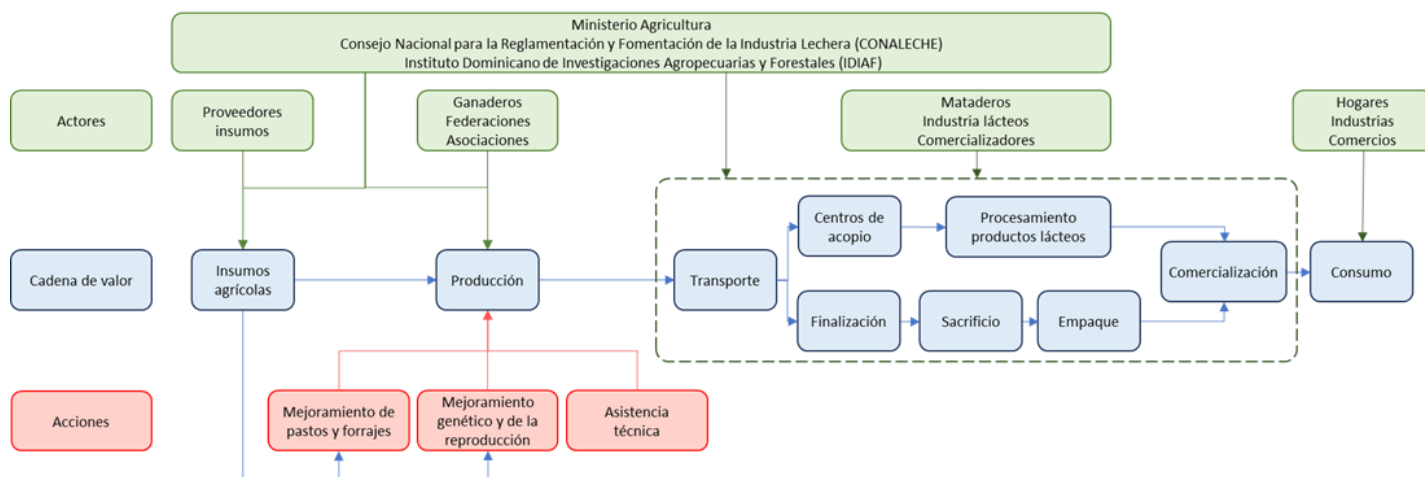 Ministerio Agricultura
Consejo Nacional para la Reglamentación y Fomentación de la Industria Lechera (CONALECHE)
Instituto Dominicano de Investigaciones Agropecuarias y Forestales (IDIAF)
Actores
Proveedores
insumos
Ganaderos
Federaciones
Asociaciones
Mataderos
Industria lácteos
Comercializadores
Hogares
Industrias
Comercios
Cadena de valor
Insumos
agrícolas
Producción
Transporte
Centros de
acopio
Procesamiento
productos lácteos
Finalización
Sacrificio
Empaque
Comercialización
Consumo
Acciones
Mejoramiento de
pastos y forrajes
Mejoramiento
genético y de la
reproducción
Asistencia
técnica